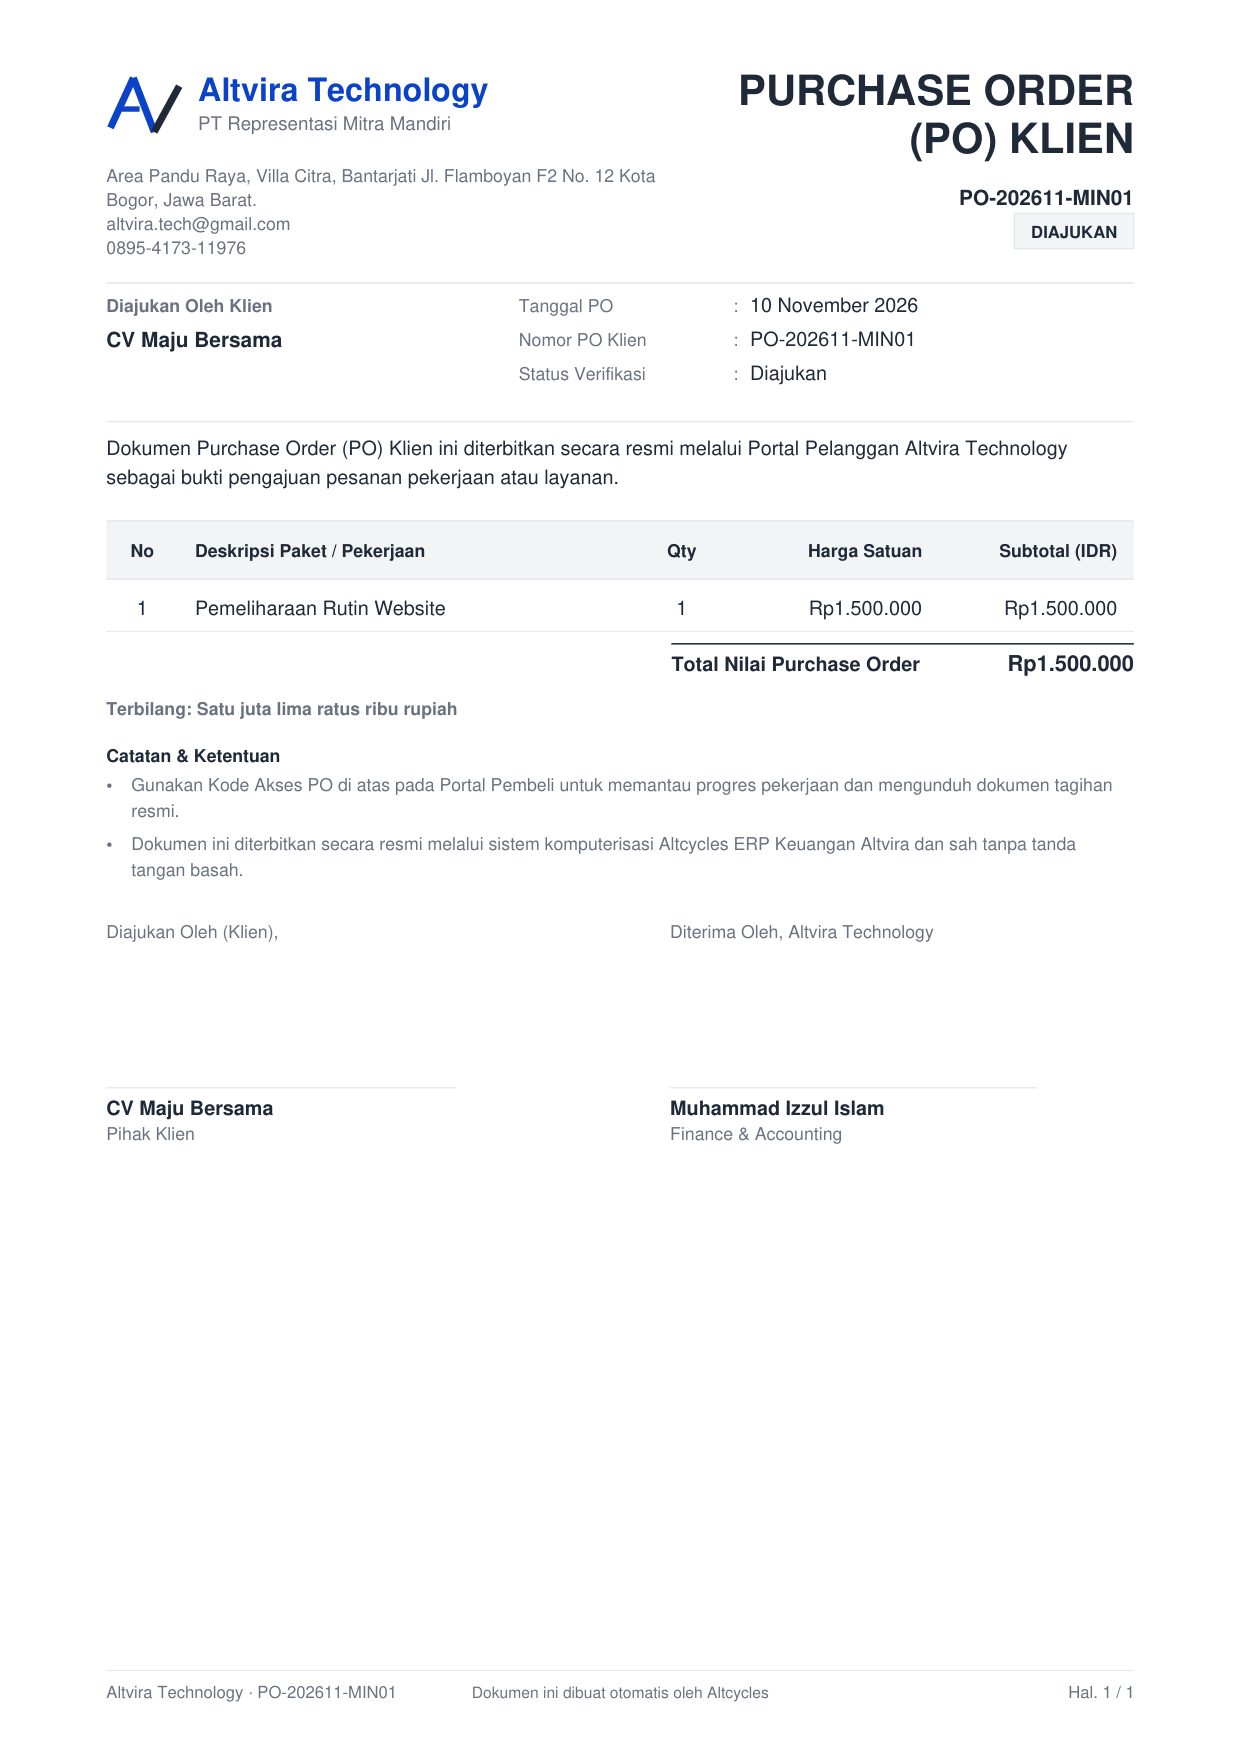 Altvira Technology
PT Representasi Mitra Mandiri
Area Pandu Raya, Villa Citra, Bantarjati Jl. Flamboyan F2 No. 12 Kota
Bogor, Jawa Barat.
altvira.tech@gmail.com
0895-4173-11976
PURCHASE ORDER
(PO) KLIEN
PO-202611-MIN01
DIAJUKAN
Diajukan Oleh Klien
CV Maju Bersama
Tanggal PO : 10 November 2026
Nomor PO Klien : PO-202611-MIN01
Status Verifikasi : Diajukan
Dokumen Purchase Order (PO) Klien ini diterbitkan secara resmi melalui Portal Pelanggan Altvira Technology
sebagai bukti pengajuan pesanan pekerjaan atau layanan.
No Deskripsi Paket / Pekerjaan Qty Harga Satuan Subtotal (IDR)
1 Pemeliharaan Rutin Website 1 Rp1.500.000 Rp1.500.000
Total Nilai Purchase Order Rp1.500.000
Terbilang: Satu juta lima ratus ribu rupiah
Catatan & Ketentuan
• Gunakan Kode Akses PO di atas pada Portal Pembeli untuk memantau progres pekerjaan dan mengunduh dokumen tagihan
resmi.
• Dokumen ini diterbitkan secara resmi melalui sistem komputerisasi Altcycles ERP Keuangan Altvira dan sah tanpa tanda
tangan basah.
Diajukan Oleh (Klien),
CV Maju Bersama
Pihak Klien
Diterima Oleh, Altvira Technology
Muhammad Izzul Islam
Finance & Accounting
Altvira Technology · PO-202611-MIN01 Dokumen ini dibuat otomatis oleh Altcycles Hal. 1 / 1